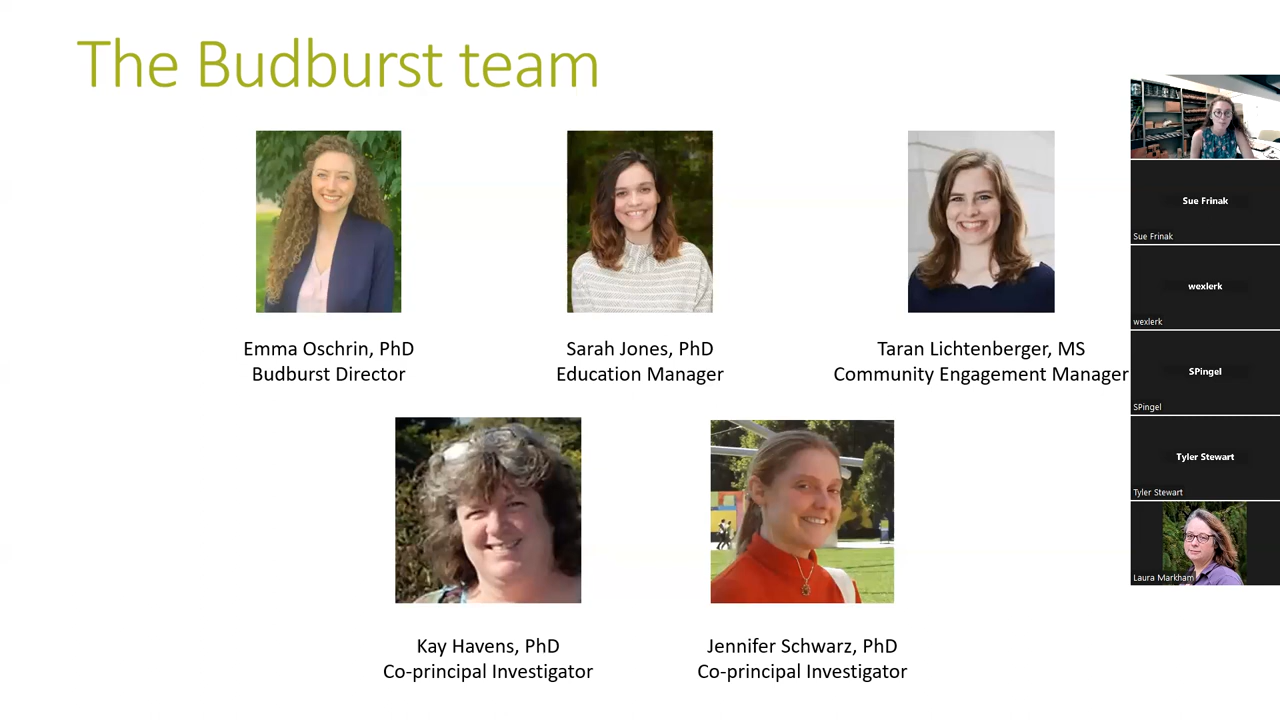 The Budburst team
Emma Oschrin, PhD
Budburst Director
Sarah Jones, PhD
Education Manager
Taran Lichtenberger, MS
Community Engagement Manager
Kay Havens, PhD
Co-principal Investigator
Jennifer Schwarz, PhD
Co-principal Investigator
Sue Frinak
Sue Frinak
wexlerk
wexlerk
SPingel
SPingel
Tyler Stewart
Tyler Stewart
Laura Markham